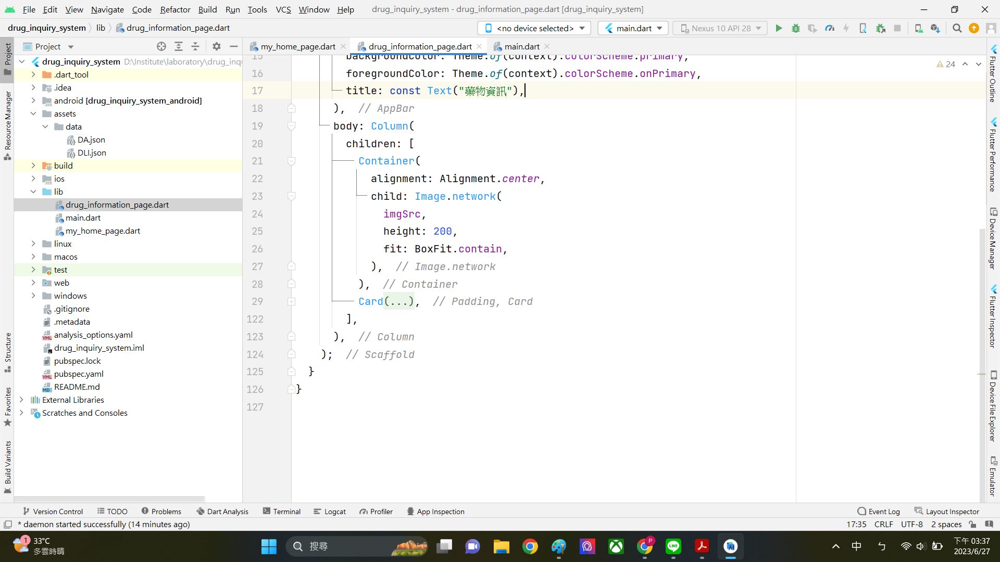 File Edit View Navigate Code Refactor Build Run Tools VCS Window Help drug_inquiry_system - drug_information_page.dart [drug_inquiry_system]
drug_inquiry_system lib drug_information_page.dart <no device selected> main.dart Nexus 10 API 28
Project
my_home_page.dart drug_information_page.dart main.dart
drug_inquiry_system D:\Institute\laboratory\drug_inqu
.dart_tool
.idea
android [drug_inquiry_system_android]
assets
data
DA.json
DLI.json
build
ios
lib
drug_information_page.dart
main.dart
my_home_page.dart
linux
macos
test
web
windows
.gitignore
.metadata
analysis_options.yaml
drug_inquiry_system.iml
pubspec.lock
pubspec.yaml
README.md
External Libraries
Scratches and Consoles
24
15 backgroundColor: Theme.of(context).colorScheme.primary,
16 foregroundColor: Theme.of(context).colorScheme.onPrimary,
17 title: const Text("藥物資訊"),
18 ), // AppBar
19 body: Column(
20 children: [
21 Container(
22 alignment: Alignment.center,
23 child: Image.network(
24 imgSrc,
25 height: 200,
26 fit: BoxFit.contain,
27 ), // Image.network
28 ), // Container
29 Card(...), // Padding, Card
122 ],
123 ), // Column
124 ); // Scaffold
125 }
126 }
127
Project
Resource Manager
Structure
Favorites
Build Variants
Flutter Outline
Flutter Performance
Device Manager
Flutter Inspector
Device File Explorer
Emulator
Version Control TODO Problems Dart Analysis Terminal Logcat Profiler App Inspection Event Log Layout Inspector
* daemon started successfully (14 minutes ago) 17:35 CRLF UTF-8 2 spaces
1 33°C
多雲時晴
搜尋
P
LINE
中 ㄅ
下午 03:37
2023/6/27